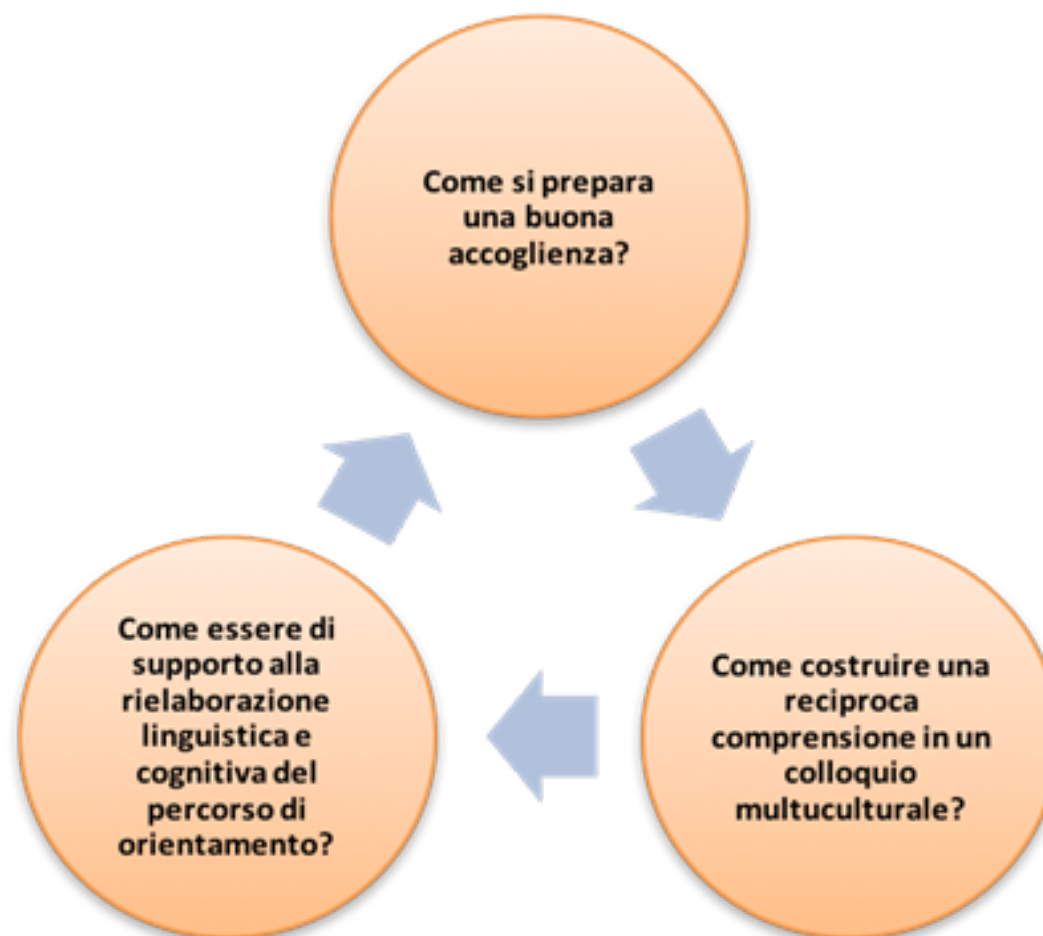 Come si prepara
una buona
accoglienza?
Come costruire una
reciproca
comprensione in un
colloquio
multuculturale?
Come essere di
supporto alla
rielaborazione
linguistica e
cognitiva del
percorso di
orientamento?